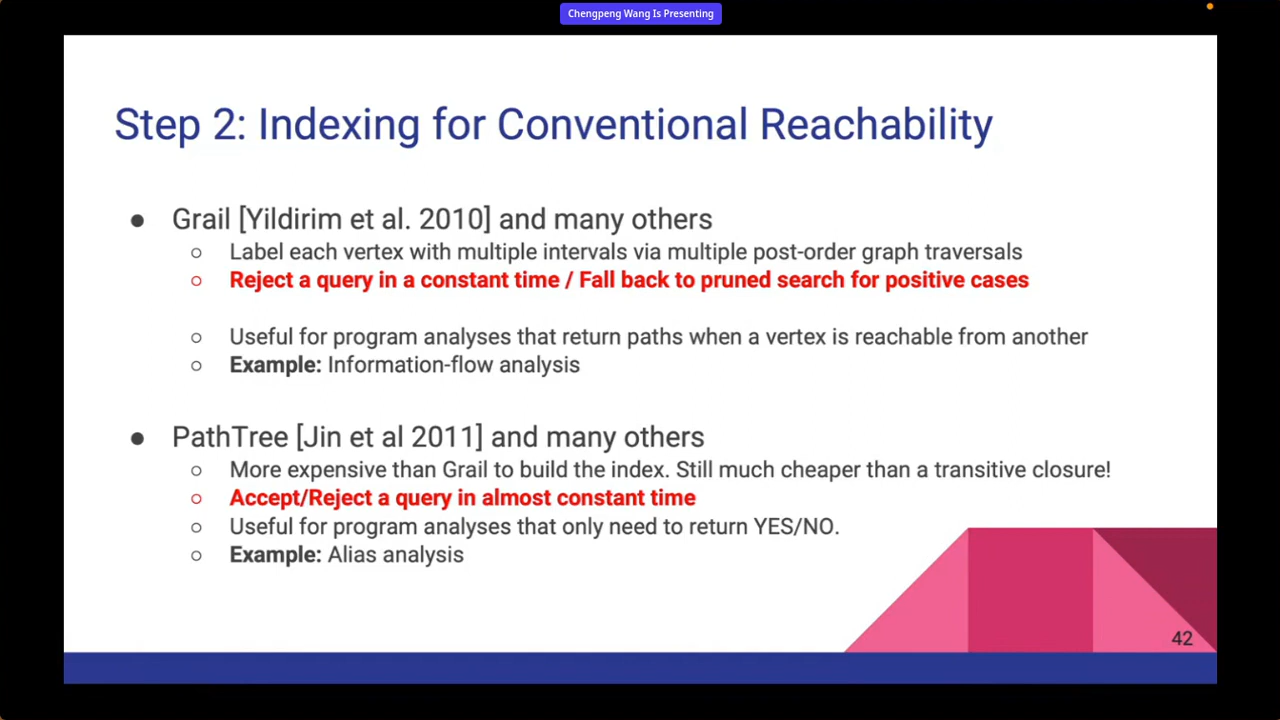 Chengpeng Wang Is Presenting
Step 2: Indexing for Conventional Reachability
● Grail [Yildirim et al. 2010] and many others
○ Label each vertex with multiple intervals via multiple post-order graph traversals
○ Reject a query in a constant time / Fall back to pruned search for positive cases
○ Useful for program analyses that return paths when a vertex is reachable from another
○ Example: Information-flow analysis
● PathTree [Jin et al 2011] and many others
○ More expensive than Grail to build the index. Still much cheaper than a transitive closure!
○ Accept/Reject a query in almost constant time
○ Useful for program analyses that only need to return YES/NO.
○ Example: Alias analysis
42